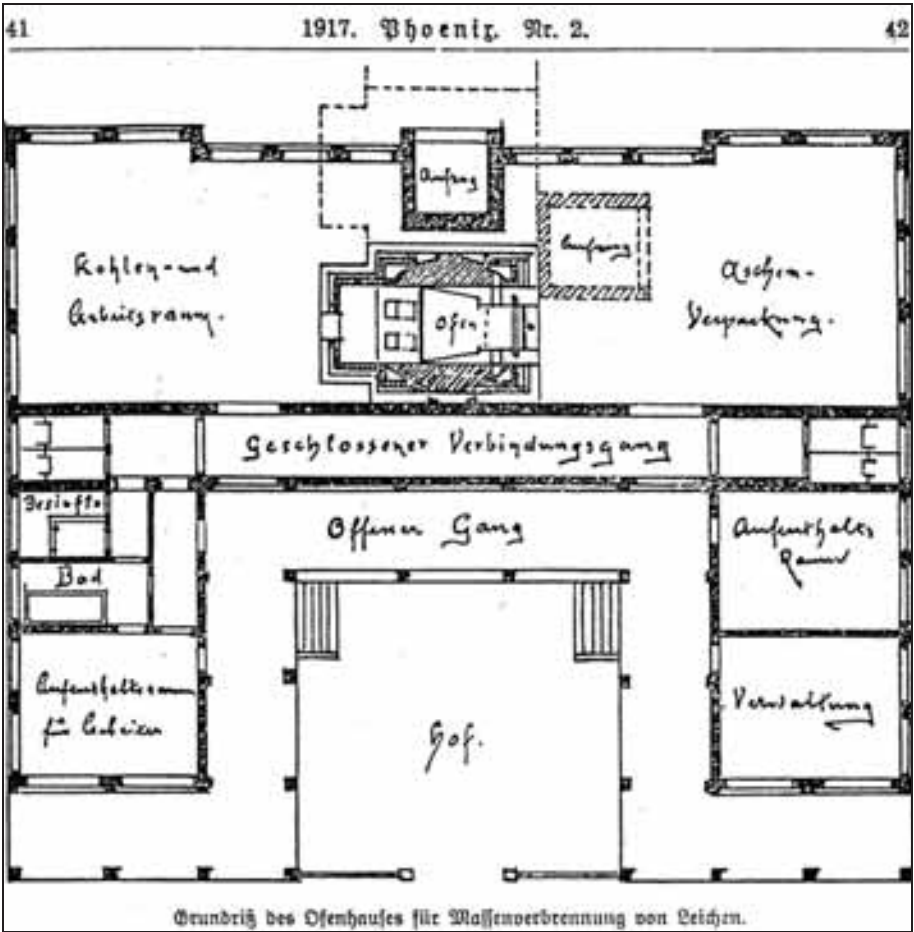 41
1917. Phoenix. Nr. 2.
42
Aufzug
Aufzug
Kohlen- und
Arbeitsraum.
Ofen
Aschen-
Verpackung.
Geschlossener Verbindungsgang
Desinfkt.
Offener Gang
Aufenthalts
Raum
Bad
Aufenthaltsraum
für Arbeiter
Verwaltung
Hof.
Grundriß des Ofenhauses für Massenverbrennung von Leichen.